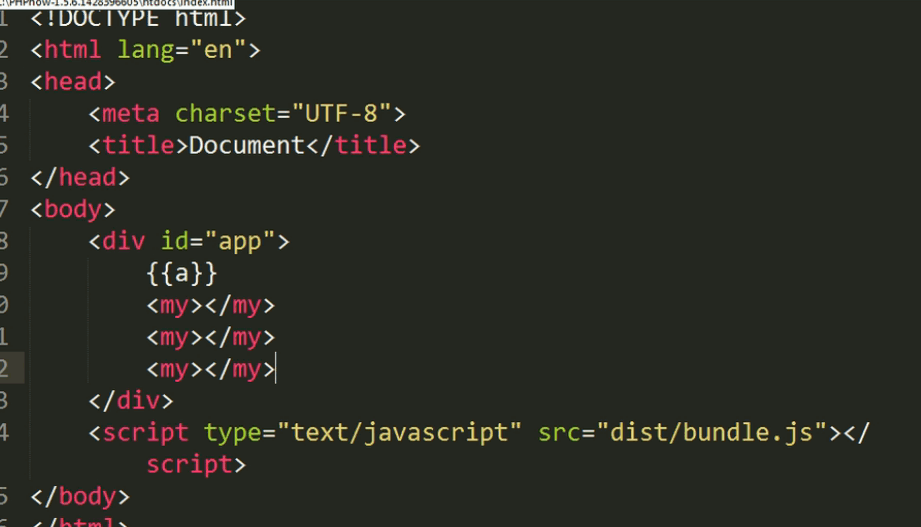 :\PHPnow-1.5.6.1428396605\htdocs\index.html
1 <!DOCTYPE html>
2 <html lang="en">
3 <head>
4 <meta charset="UTF-8">
5 <title>Document</title>
6 </head>
7 <body>
8 <div id="app">
9 {{a}}
0 <my></my>
1 <my></my>
2 <my></my>
3 </div>
4 <script type="text/javascript" src="dist/bundle.js"></
script>
5 </body>
6 </html>